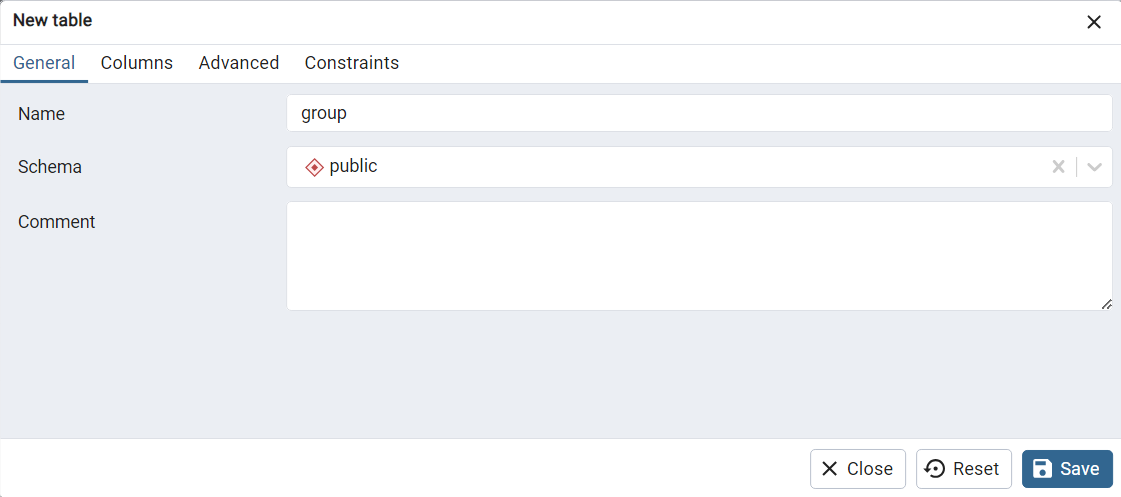 New table
General Columns Advanced Constraints
Name group
Schema public
Comment
Close Reset Save